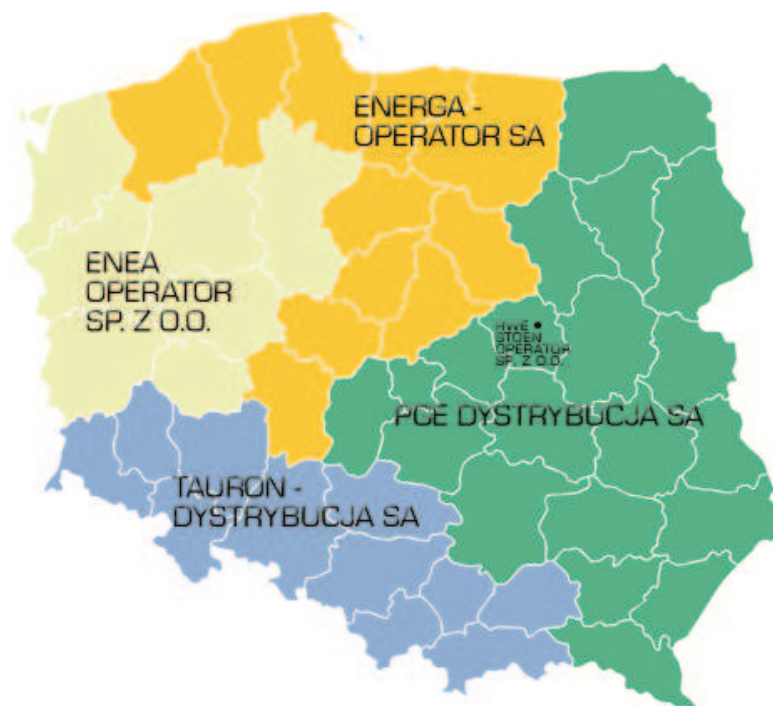 ENERGA -
OPERATOR SA
ENEA
OPERATOR
SP. Z O.O.
RWE •
STOEN
OPERATOR
SP. Z O.O.
PGE DYSTRYBUCJA SA
TAURON -
DYSTRYBUCJA SA